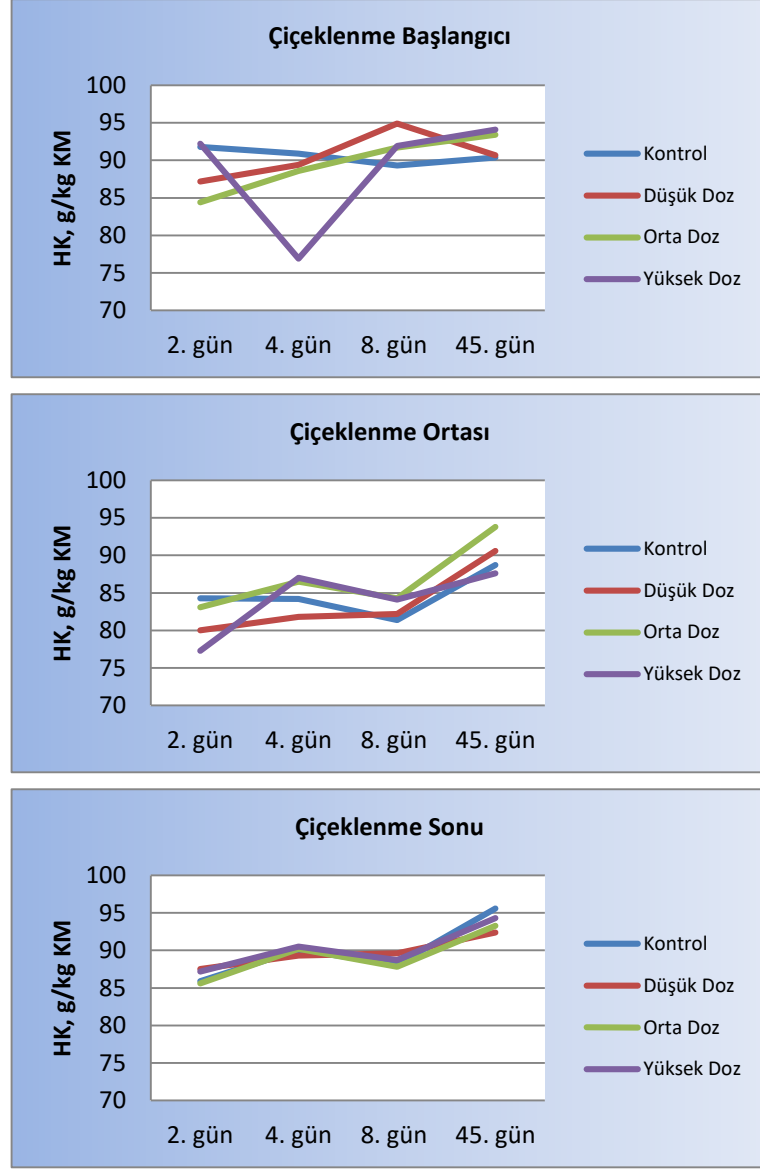 Çiçeklenme Başlangıcı
HK, g/kg KM
100
95
90
85
80
75
70
2. gün 4. gün 8. gün 45. gün
Kontrol
Düşük Doz
Orta Doz
Yüksek Doz
Çiçeklenme Ortası
HK, g/kg KM
100
95
90
85
80
75
70
2. gün 4. gün 8. gün 45. gün
Kontrol
Düşük Doz
Orta Doz
Yüksek Doz
Çiçeklenme Sonu
HK, g/kg KM
100
95
90
85
80
75
70
2. gün 4. gün 8. gün 45. gün
Kontrol
Düşük Doz
Orta Doz
Yüksek Doz